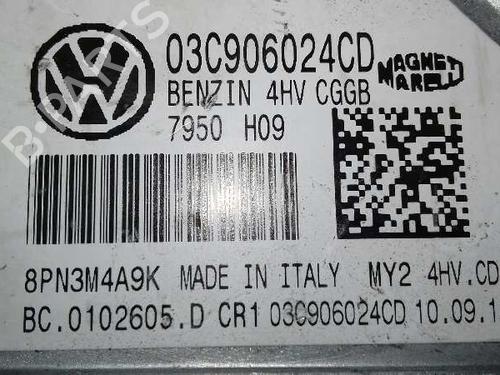 03C906024CD
MAGNETI MARELLI
BENZIN 4HV CGGB
7950 H09
8PN3M4A9K MADE IN ITALY MY2 4HV.CD
BC.0102605.D CR1 03C906024CD 10.09.1
B-PARTS